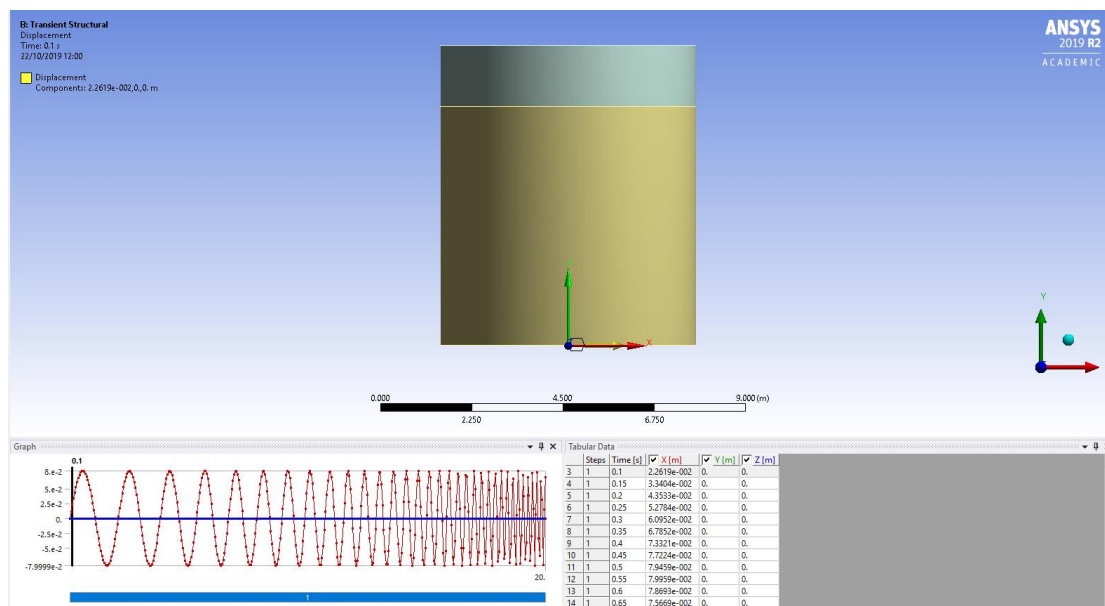 B: Transient Structural
Displacement
Time: 0.1 s
22/10/2019 12:00
Displacement
Components: 2.2619e-002,0.,0. m
ANSYS
2019 R2
ACADEMIC
Y
X
0.000 4.500 9.000 (m)
2.250 6.750
Y
Graph
0.1
8.e-2
5.e-2
2.5e-2
0.
-2.5e-2
-5.e-2
-7.9999e-2
20.
1
Tabular Data
Steps Time [s] X [m] Y [m] Z [m]
3 1 0.1 2.2619e-002 0. 0.
4 1 0.15 3.3404e-002 0. 0.
5 1 0.2 4.3533e-002 0. 0.
6 1 0.25 5.2784e-002 0. 0.
7 1 0.3 6.0952e-002 0. 0.
8 1 0.35 6.7852e-002 0. 0.
9 1 0.4 7.3321e-002 0. 0.
10 1 0.45 7.7224e-002 0. 0.
11 1 0.5 7.9459e-002 0. 0.
12 1 0.55 7.9959e-002 0. 0.
13 1 0.6 7.8693e-002 0. 0.
14 1 0.65 7.5669e-002 0. 0.